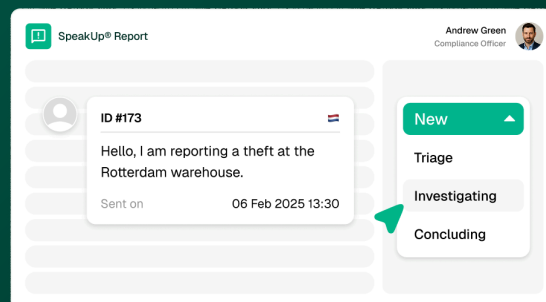 SpeakUp® Report
Andrew Green
Compliance Officer
ID #173
Hello, I am reporting a theft at the
Rotterdam warehouse.
Sent on 06 Feb 2025 13:30
New
Triage
Investigating
Concluding